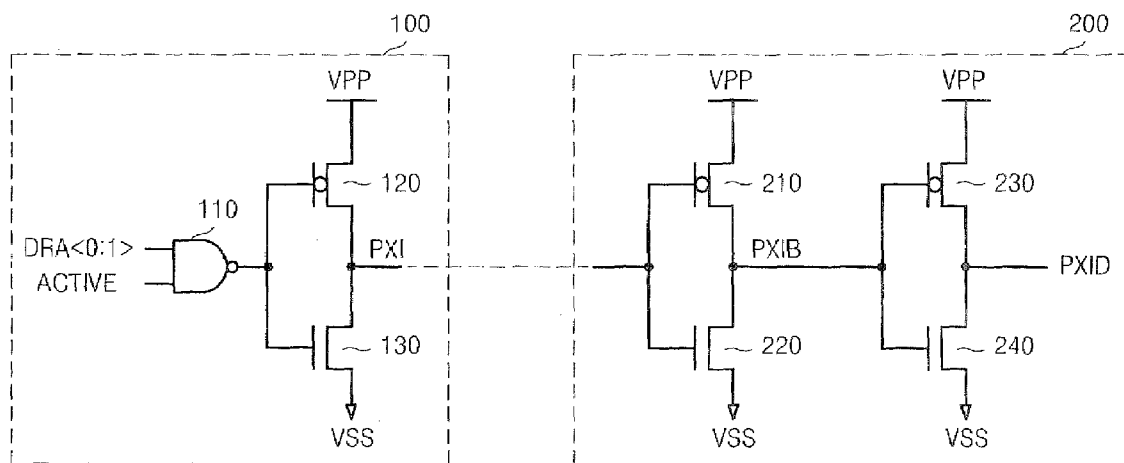 100
200
VPP
VPP
VPP
120
210
230
110
DRA<0:1>
ACTIVE
PXI
PXIB
PXID
130
220
240
VSS
VSS
VSS